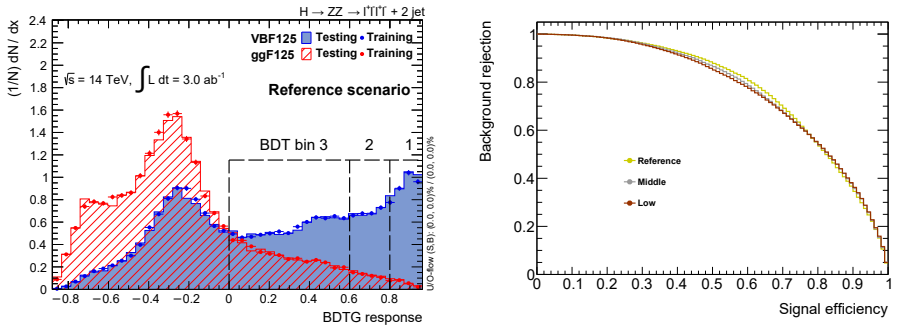 H → ZZ → l⁺l⁻l⁺l⁻ + 2 jet
(1/N) dN / dx
2.4
2.2
2
1.8
1.6
1.4
1.2
1
0.8
0.6
0.4
0.2
0
VBF125 Testing Training
ggF125 Testing Training
√s = 14 TeV, ∫L dt = 3.0 ab⁻¹
Reference scenario
BDT bin 3 2 1
U/O-flow (S,B): (0.0, 0.0)% / (0.0, 0.0)%
−0.8 −0.6 −0.4 −0.2 0 0.2 0.4 0.6 0.8
BDTG response
Background rejection
1
0.8
0.6
0.4
0.2
0
Reference
Middle
Low
0 0.1 0.2 0.3 0.4 0.5 0.6 0.7 0.8 0.9 1
Signal efficiency